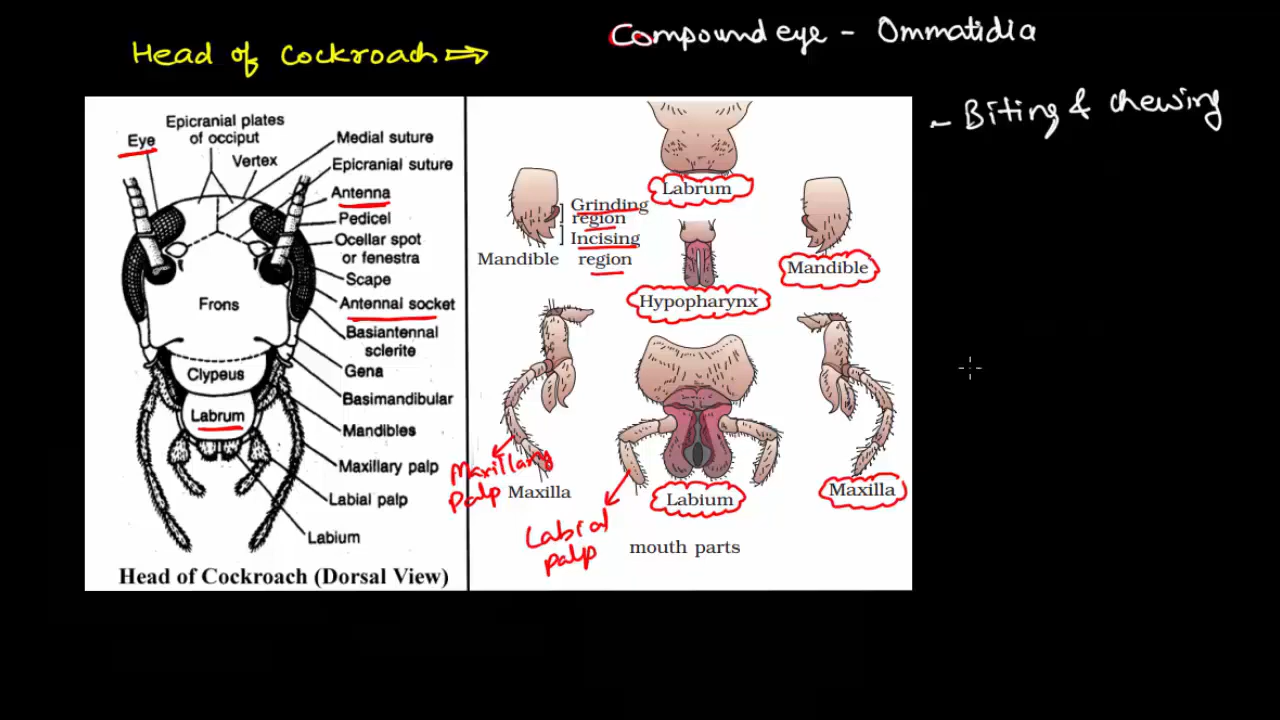 Head of Cockroach ⇒
Compound eye - Ommatidia
- Biting & chewing
Eye
Epicranial plates
of occiput
Vertex
Medial suture
Epicranial suture
Antenna
Pedicel
Ocellar spot
or fenestra
Scape
Frons
Antennal socket
Basiantennal
sclerite
Gena
Clypeus
Basimandibular
Labrum
Mandibles
Maxillary palp
Labial palp
Labium
Head of Cockroach (Dorsal View)
Labrum
Grinding
region
Incising
region
Mandible
Mandible
Hypopharynx
Maxillary
Palp
Maxilla
Labial
palp
Labium
Maxilla
mouth parts